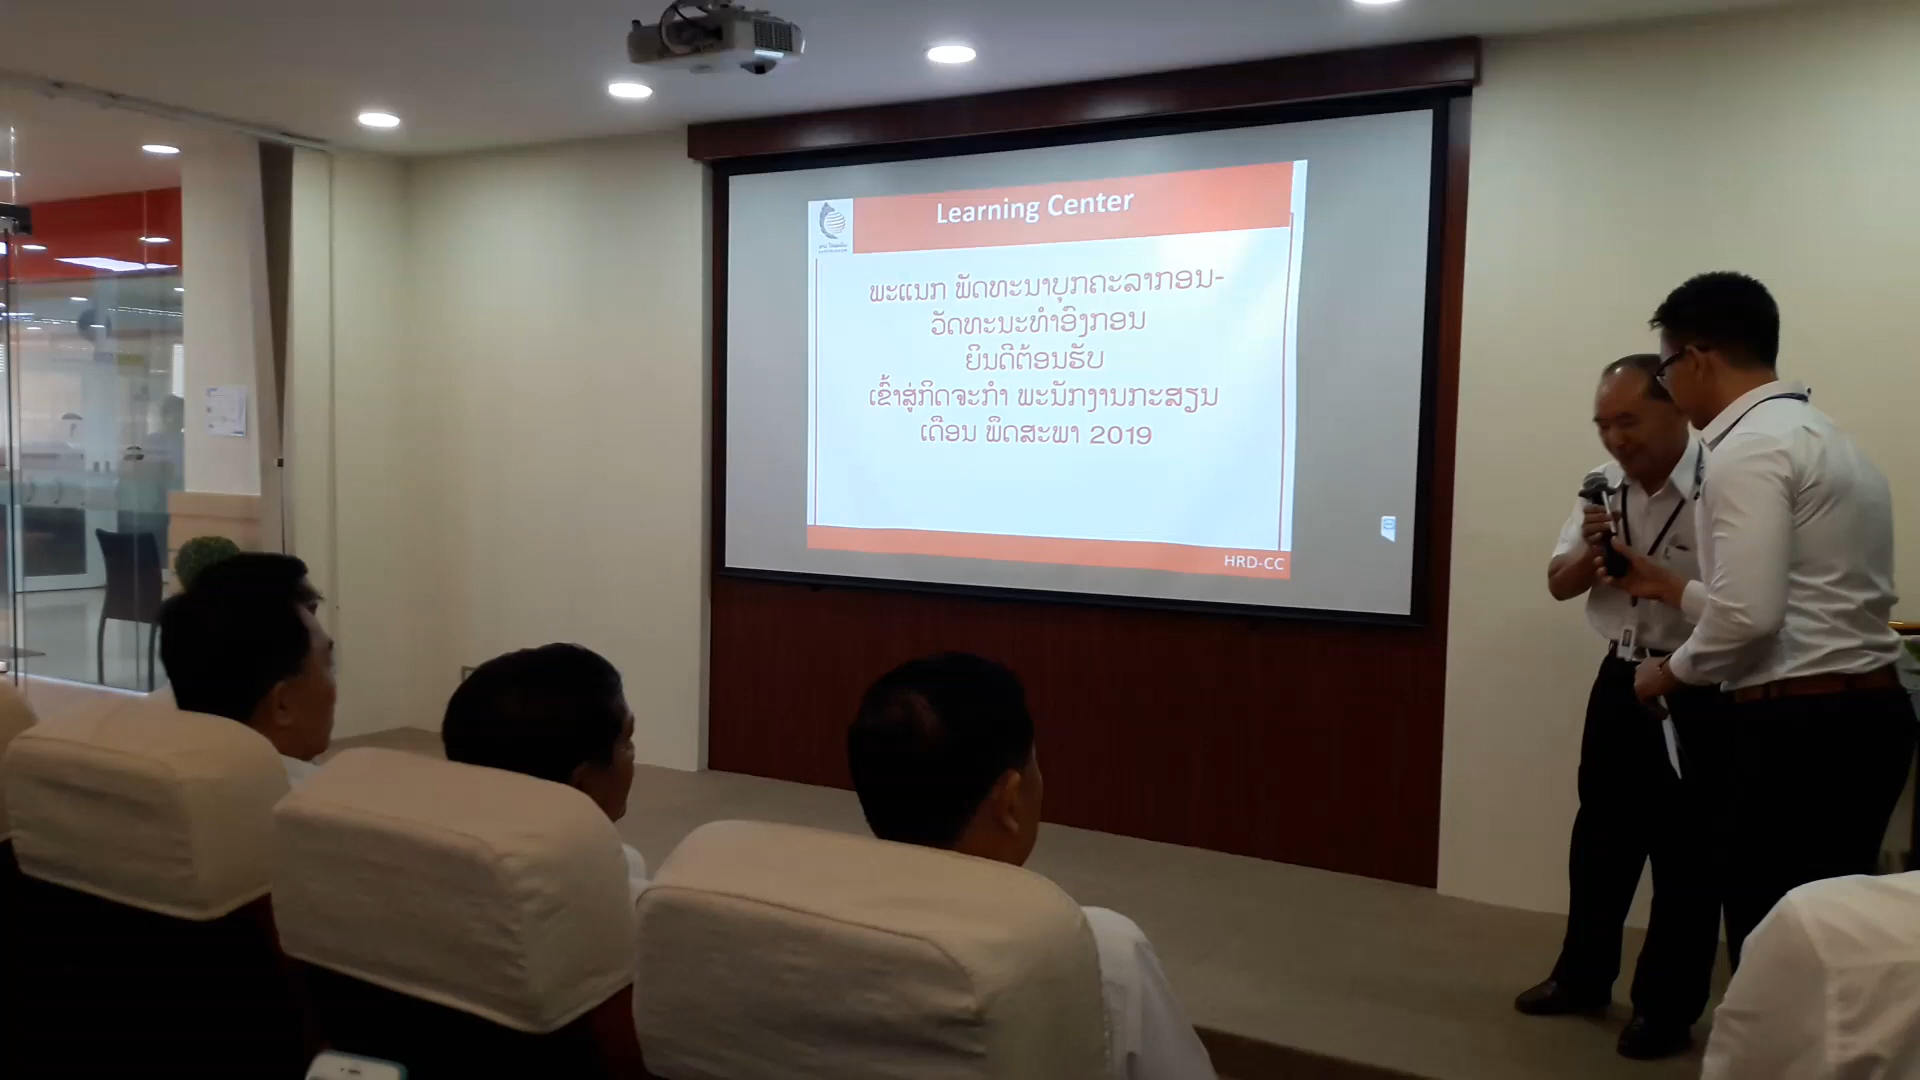 Learning Center
ພະແນກ ພັດທະນາບຸກຄະລາກອນ-
ວັດທະນະທຳອົງກອນ
ຍິນດີຕ້ອນຮັບ
ເຂົ້າສູ່ກິດຈະກຳ ພະນັກງານກະສຽນ
ເດືອນ ພຶດສະພາ 2019
HRD-CC